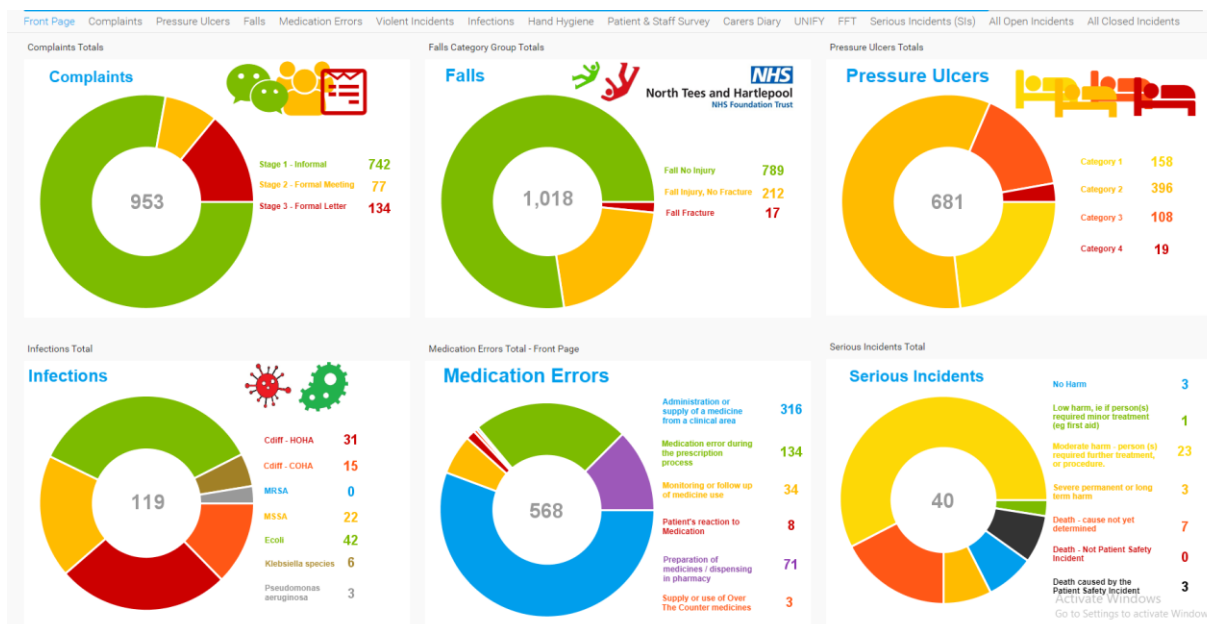 Front Page Complaints Pressure Ulcers Falls Medication Errors Violent Incidents Infections Hand Hygiene Patient & Staff Survey Carers Diary UNIFY FFT Serious Incidents (SIs) All Open Incidents All Closed Incidents
Complaints Totals
Complaints
953
Stage 1 - Informal 742
Stage 2 - Formal Meeting 77
Stage 3 - Formal Letter 134
Falls Category Group Totals
Falls
NHS
North Tees and Hartlepool
NHS Foundation Trust
1,018
Fall No Injury 789
Fall Injury, No Fracture 212
Fall Fracture 17
Pressure Ulcers Totals
Pressure Ulcers
681
Category 1 158
Category 2 396
Category 3 108
Category 4 19
Infections Total
Infections
119
Cdiff - HOHA 31
Cdiff - COHA 15
MRSA 0
MSSA 22
Ecoli 42
Klebsiella species 6
Pseudomonas
aeruginosa 3
Medication Errors Total - Front Page
Medication Errors
568
Administration or
supply of a medicine 316
from a clinical area
Medication error during
the prescription 134
process
Monitoring or follow up 34
of medicine use
Patient's reaction to 8
Medication
Preparation of
medicines / dispensing 71
in pharmacy
Supply or use of Over 3
The Counter medicines
Serious Incidents Total
Serious Incidents
40
No Harm 3
Low harm, ie if person(s)
required minor treatment 1
(eg first aid)
Moderate harm - person (s)
required further treatment, 23
or procedure.
Severe permanent or long 3
term harm
Death - cause not yet 7
determined
Death - Not Patient Safety 0
Incident
Death caused by the
Patient Safety Incident 3
Activate Windows
Go to Settings to activate Window